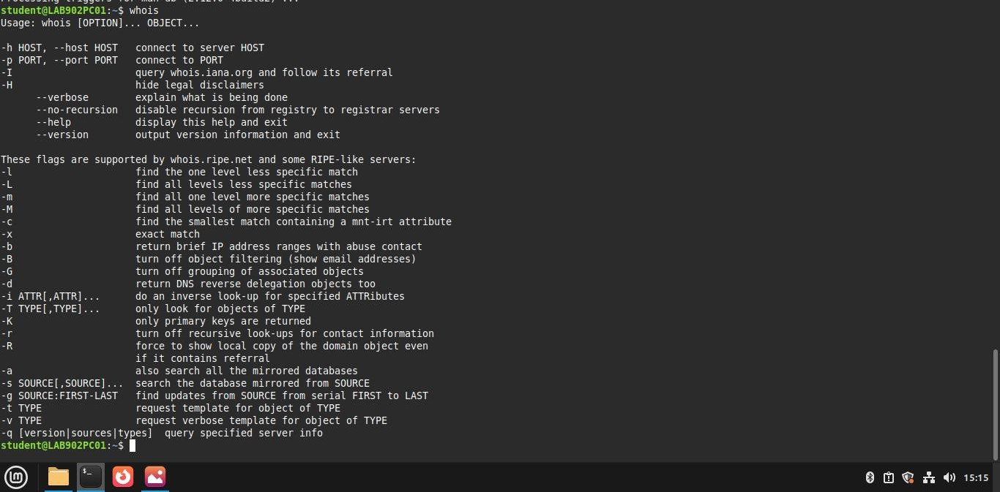 Processing triggers for man-db (2.12.0-4build2) ...
student@LAB902PC01:~$ whois
Usage: whois [OPTION]... OBJECT...
-h HOST, --host HOST   connect to server HOST
-p PORT, --port PORT   connect to PORT
-I                     query whois.iana.org and follow its referral
-H                     hide legal disclaimers
      --verbose        explain what is being done
      --no-recursion   disable recursion from registry to registrar servers
      --help           display this help and exit
      --version        output version information and exit
These flags are supported by whois.ripe.net and some RIPE-like servers:
-l                     find the one level less specific match
-L                     find all levels less specific matches
-m                     find all one level more specific matches
-M                     find all levels of more specific matches
-c                     find the smallest match containing a mnt-irt attribute
-x                     exact match
-b                     return brief IP address ranges with abuse contact
-B                     turn off object filtering (show email addresses)
-G                     turn off grouping of associated objects
-d                     return DNS reverse delegation objects too
-i ATTR[,ATTR]...      do an inverse look-up for specified ATTRibutes
-T TYPE[,TYPE]...      only look for objects of TYPE
-K                     only primary keys are returned
-r                     turn off recursive look-ups for contact information
-R                     force to show local copy of the domain object even
                       if it contains referral
-a                     also search all the mirrored databases
-s SOURCE[,SOURCE]...  search the database mirrored from SOURCE
-g SOURCE:FIRST-LAST   find updates from SOURCE from serial FIRST to LAST
-t TYPE                request template for object of TYPE
-v TYPE                request verbose template for object of TYPE
-q [version|sources|types]  query specified server info
student@LAB902PC01:~$
$_
15:15